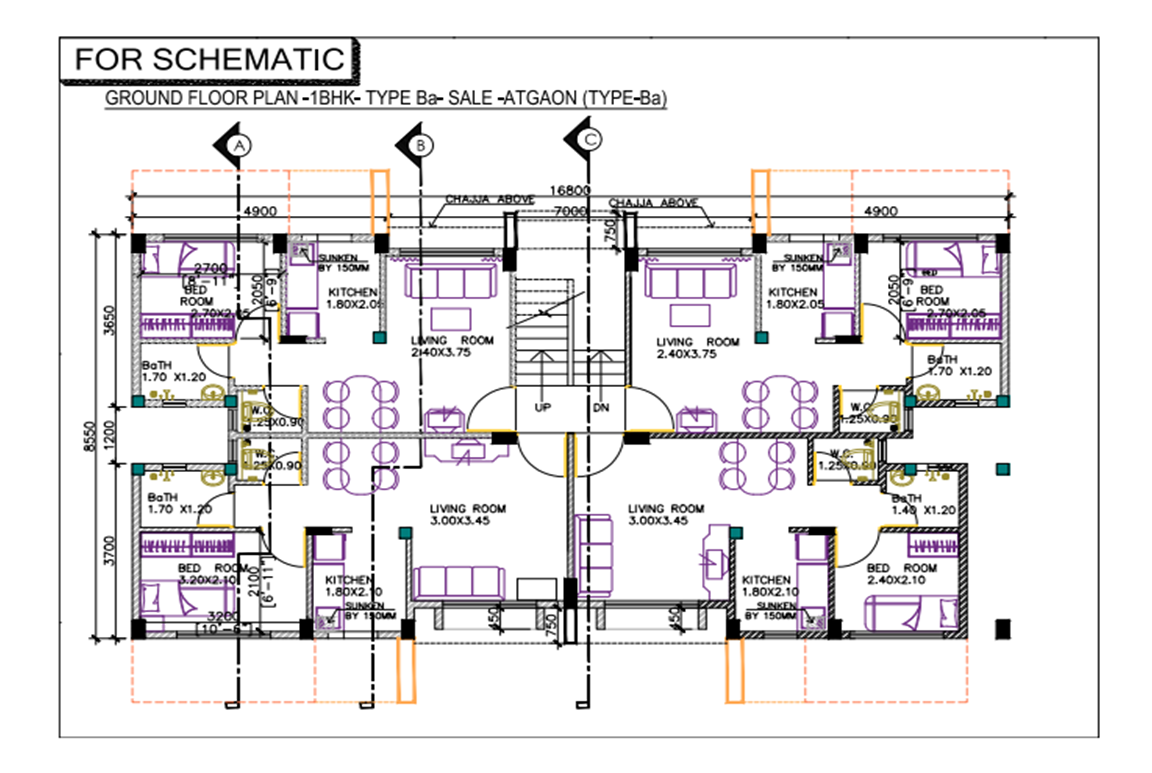 FOR SCHEMATIC
GROUND FLOOR PLAN -1BHK- TYPE Ba- SALE -ATGAON (TYPE-Ba)
A
B
C
16800
CHAJJA ABOVE
CHAJJA ABOVE
4900
7000
4900
750
SUNKEN
BY 150MM
SUNKEN
BY 150MM
2700
[8'-11"]
2050
[6'-9"]
BED
ROOM
2.70X2.05
KITCHEN
1.80X2.05
LIVING ROOM
2.40X3.75
LIVING ROOM
2.40X3.75
KITCHEN
1.80X2.05
2050
BED
ROOM
2.70X2.05
3650
BaTH
1.70 X1.20
BaTH
1.70 X1.20
UP
DN
W.C.
1.25X0.90
W.C.
1.25X0.90
8550
1200
W.C.
1.25X0.90
W.C.
1.25X0.90
BaTH
1.70 X1.20
LIVING ROOM
3.00X3.45
LIVING ROOM
3.00X3.45
BaTH
1.40 X1.20
3700
BED ROOM
3.20X2.10
2100
[6'-11"]
KITCHEN
1.80X2.10
KITCHEN
1.80X2.10
BED ROOM
2.40X2.10
SUNKEN
BY 150MM
SUNKEN
BY 150MM
3200
[10'-6"]
450
750
450